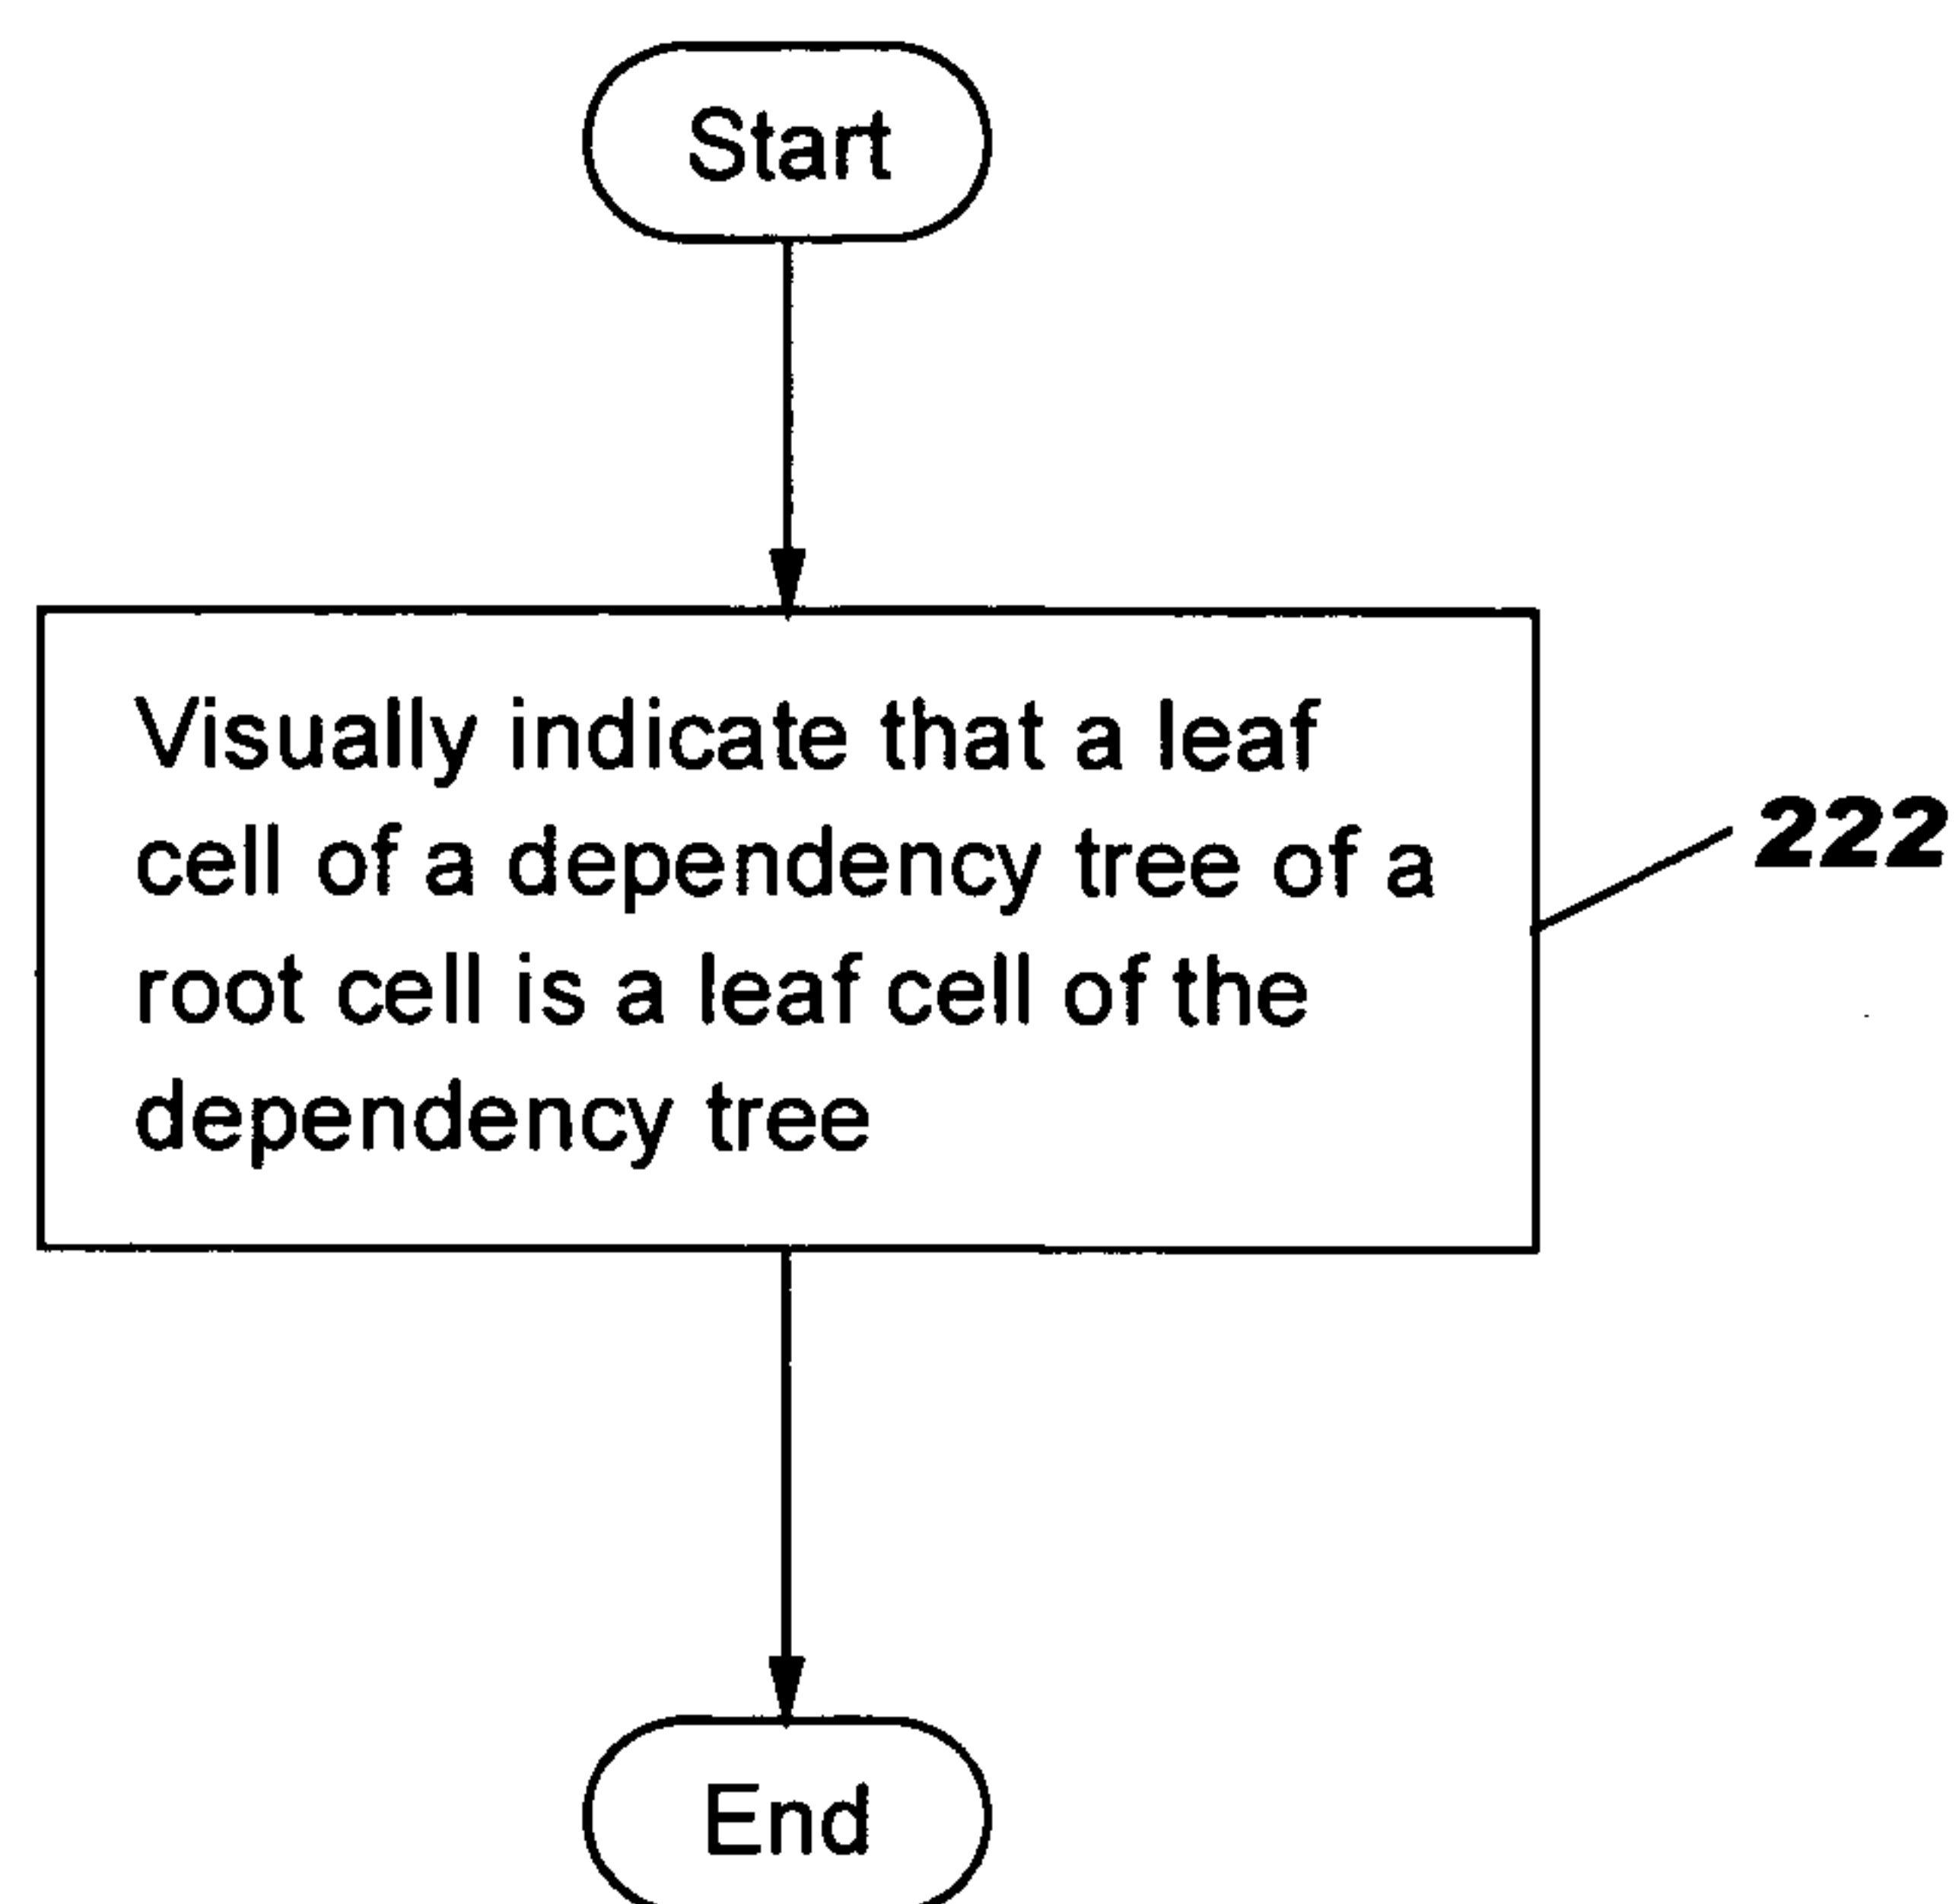 Start
Visually indicate that a leaf
cell of a dependency tree of a
root cell is a leaf cell of the
dependency tree
222
End